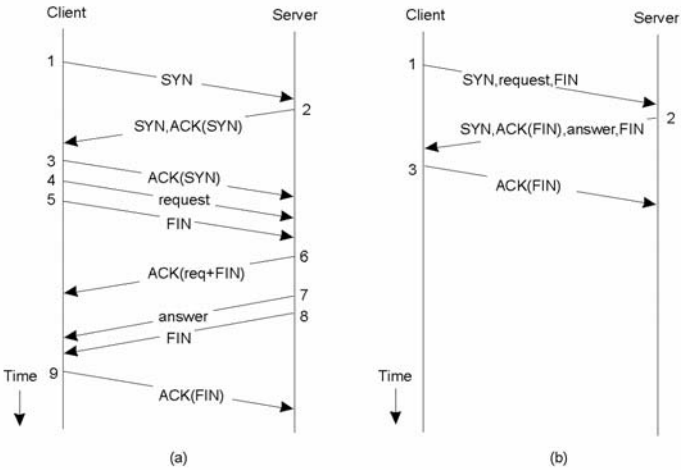 Client
Server
1
SYN
2
SYN,ACK(SYN)
3
ACK(SYN)
4
request
5
FIN
6
ACK(req+FIN)
7
answer
8
FIN
9
ACK(FIN)
Time
(a)
Client
Server
1
SYN,request,FIN
2
SYN,ACK(FIN),answer,FIN
3
ACK(FIN)
Time
(b)